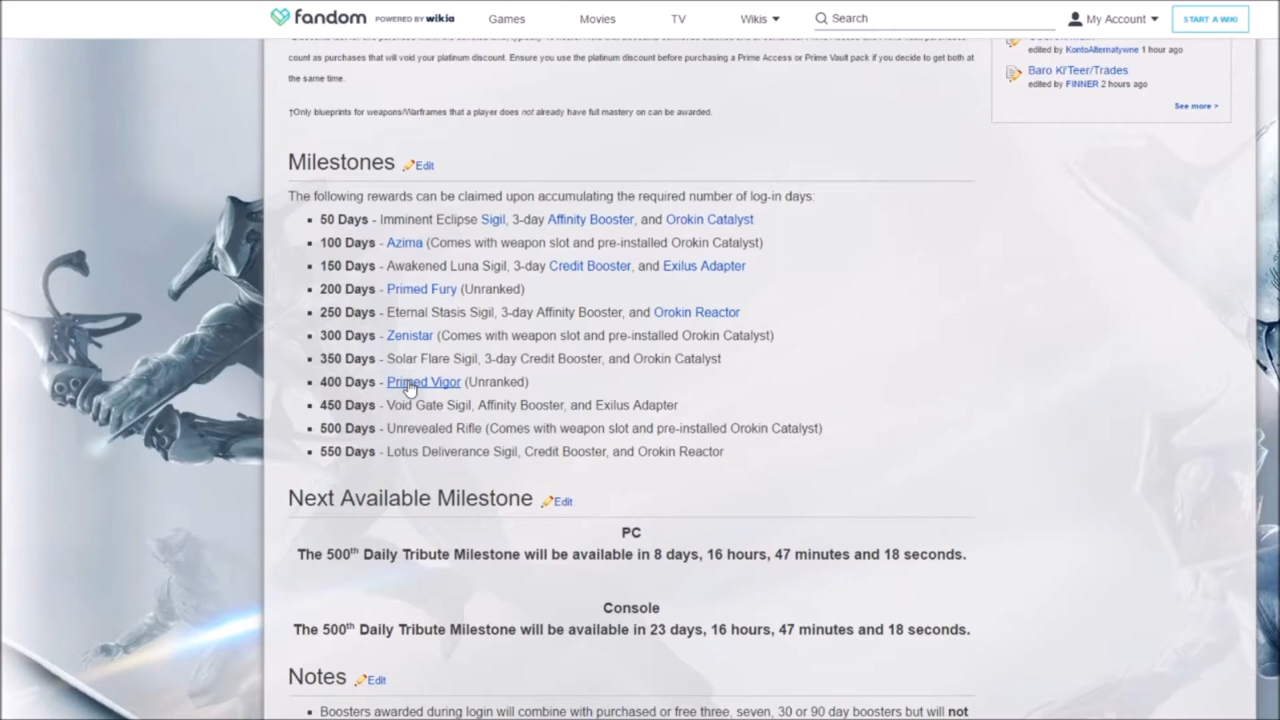 fandom POWERED BY wikia Games Movies TV Wikis Search My Account START A WIKI
count as purchases that will void your platinum discount. Ensure you use the platinum discount before purchasing a Prime Access or Prime Vault pack if you decide to get both at
the same time.
†Only blueprints for weapons/Warframes that a player does not already have full mastery on can be awarded.
edited by KontoAlternatywne 1 hour ago
Baro Ki'Teer/Trades
edited by FINNER 2 hours ago
See more >
Milestones Edit
The following rewards can be claimed upon accumulating the required number of log-in days:
50 Days - Imminent Eclipse Sigil, 3-day Affinity Booster, and Orokin Catalyst
100 Days - Azima (Comes with weapon slot and pre-installed Orokin Catalyst)
150 Days - Awakened Luna Sigil, 3-day Credit Booster, and Exilus Adapter
200 Days - Primed Fury (Unranked)
250 Days - Eternal Stasis Sigil, 3-day Affinity Booster, and Orokin Reactor
300 Days - Zenistar (Comes with weapon slot and pre-installed Orokin Catalyst)
350 Days - Solar Flare Sigil, 3-day Credit Booster, and Orokin Catalyst
400 Days - Primed Vigor (Unranked)
450 Days - Void Gate Sigil, Affinity Booster, and Exilus Adapter
500 Days - Unrevealed Rifle (Comes with weapon slot and pre-installed Orokin Catalyst)
550 Days - Lotus Deliverance Sigil, Credit Booster, and Orokin Reactor
Next Available Milestone Edit
PC
The 500th Daily Tribute Milestone will be available in 8 days, 16 hours, 47 minutes and 18 seconds.
Console
The 500th Daily Tribute Milestone will be available in 23 days, 16 hours, 47 minutes and 18 seconds.
Notes Edit
Boosters awarded during login will combine with purchased or free three, seven, 30 or 90 day boosters but will not